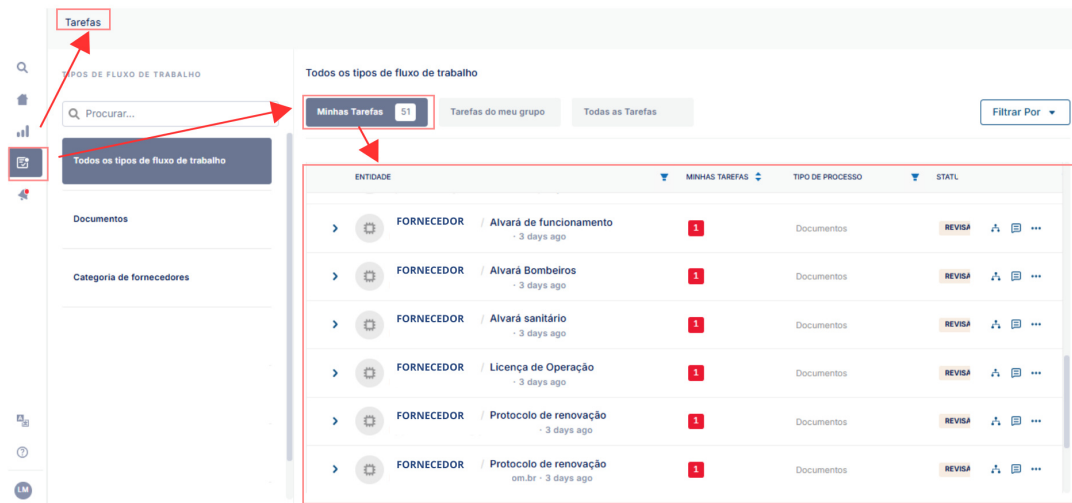 Tarefas
TIPOS DE FLUXO DE TRABALHO
Procurar...
Todos os tipos de fluxo de trabalho
Documentos
Categoria de fornecedores
LM
Todos os tipos de fluxo de trabalho
Minhas Tarefas 51 Tarefas do meu grupo Todas as Tarefas Filtrar Por
ENTIDADE MINHAS TAREFAS TIPO DE PROCESSO STATL
FORNECEDOR / Alvará de funcionamento 1 Documentos REVISA
· 3 days ago
FORNECEDOR / Alvará Bombeiros 1 Documentos REVISA
· 3 days ago
FORNECEDOR / Alvará sanitário 1 Documentos REVISA
· 3 days ago
FORNECEDOR / Licença de Operação 1 Documentos REVISA
· 3 days ago
FORNECEDOR / Protocolo de renovação 1 Documentos REVISA
· 3 days ago
FORNECEDOR / Protocolo de renovação 1 Documentos REVISA
om.br · 3 days ago